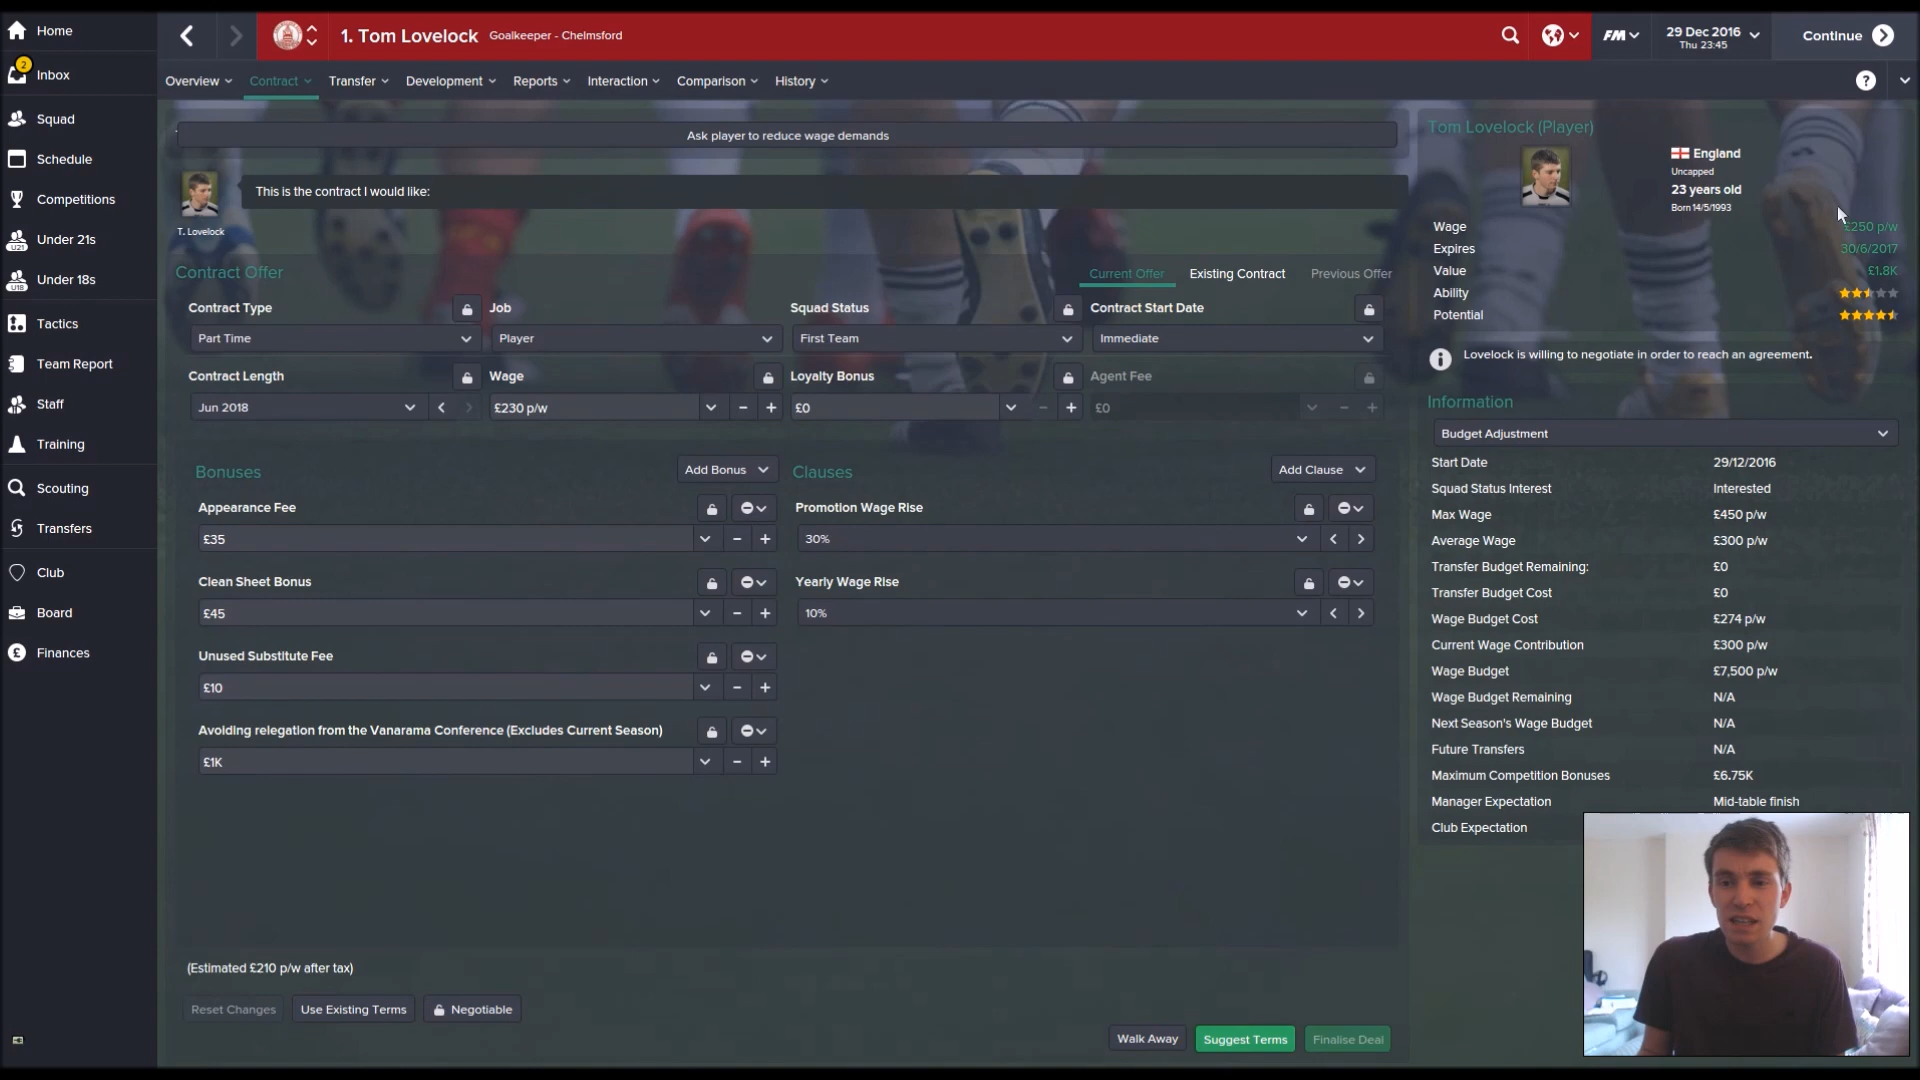 Home
1. Tom Lovelock Goalkeeper - Chelmsford
FM
29 Dec 2016
Thu 23:45
Continue
2
Inbox
Overview Contract Transfer Development Reports Interaction Comparison History
?
Squad
Schedule
Competitions
U21
Under 21s
U18
Under 18s
Tactics
Team Report
Staff
Training
Scouting
Transfers
Club
Board
Finances
Ask player to reduce wage demands
This is the contract I would like:
T. Lovelock
Contract Offer
Current Offer Existing Contract Previous Offer
Contract Type Job Squad Status Contract Start Date
Part Time Player First Team Immediate
Contract Length Wage Loyalty Bonus Agent Fee
Jun 2018 £230 p/w £0 £0
Bonuses Add Bonus
Appearance Fee
£35
Clean Sheet Bonus
£45
Unused Substitute Fee
£10
Avoiding relegation from the Vanarama Conference (Excludes Current Season)
£1K
Clauses Add Clause
Promotion Wage Rise
30%
Yearly Wage Rise
10%
(Estimated £210 p/w after tax)
Reset Changes Use Existing Terms Negotiable
Walk Away Suggest Terms Finalise Deal
Tom Lovelock (Player)
England
Uncapped
23 years old
Born 14/5/1993
Wage £250 p/w
Expires 30/6/2017
Value £1.8K
Ability
Potential
Lovelock is willing to negotiate in order to reach an agreement.
Information
Budget Adjustment
Start Date 29/12/2016
Squad Status Interest Interested
Max Wage £450 p/w
Average Wage £300 p/w
Transfer Budget Remaining: £0
Transfer Budget Cost £0
Wage Budget Cost £274 p/w
Current Wage Contribution £300 p/w
Wage Budget £7,500 p/w
Wage Budget Remaining N/A
Next Season's Wage Budget N/A
Future Transfers N/A
Maximum Competition Bonuses £6.75K
Manager Expectation Mid-table finish
Club Expectation